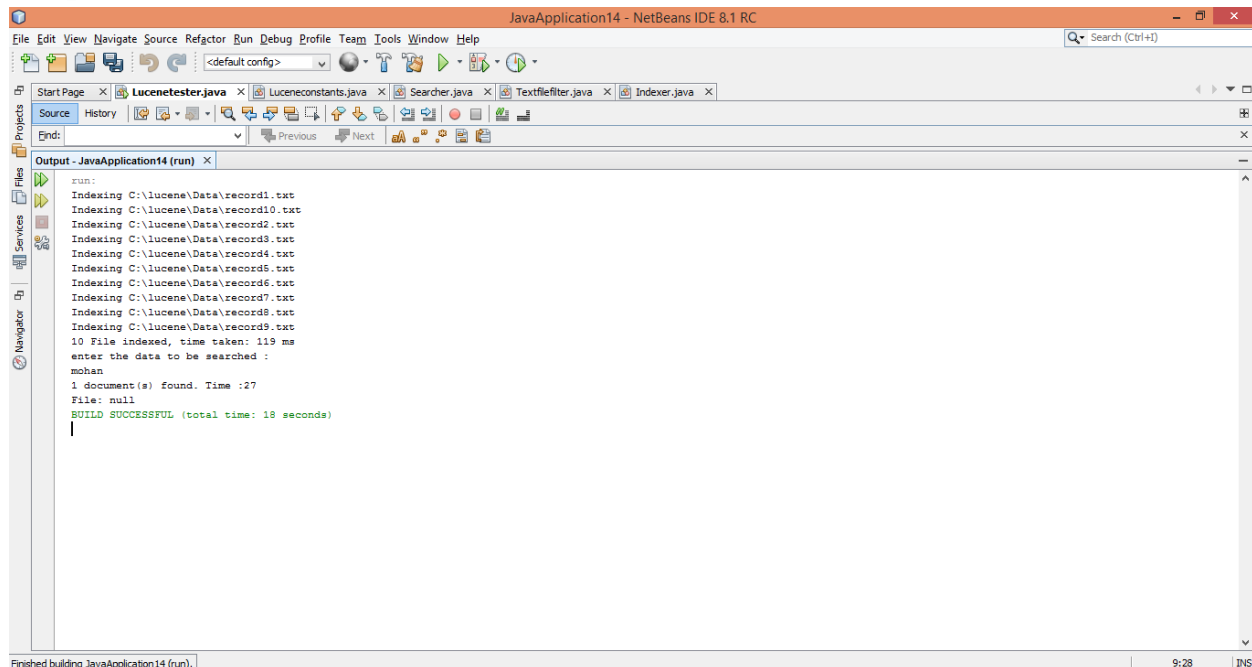 JavaApplication14 - NetBeans IDE 8.1 RC
File Edit View Navigate Source Refactor Run Debug Profile Team Tools Window Help
Search (Ctrl+I)
<default config>
Start Page Lucenetester.java Luceneconstants.java Searcher.java Textfilefilter.java Indexer.java
Source History
Find: Previous Next
Projects
Files
Services
Navigator
Output - JavaApplication14 (run)
run:
Indexing C:\lucene\Data\record1.txt
Indexing C:\lucene\Data\record10.txt
Indexing C:\lucene\Data\record2.txt
Indexing C:\lucene\Data\record3.txt
Indexing C:\lucene\Data\record4.txt
Indexing C:\lucene\Data\record5.txt
Indexing C:\lucene\Data\record6.txt
Indexing C:\lucene\Data\record7.txt
Indexing C:\lucene\Data\record8.txt
Indexing C:\lucene\Data\record9.txt
10 File indexed, time taken: 119 ms
enter the data to be searched :
mohan
1 document(s) found. Time :27
File: null
BUILD SUCCESSFUL (total time: 18 seconds)
Finished building JavaApplication14 (run).
9:28 INS